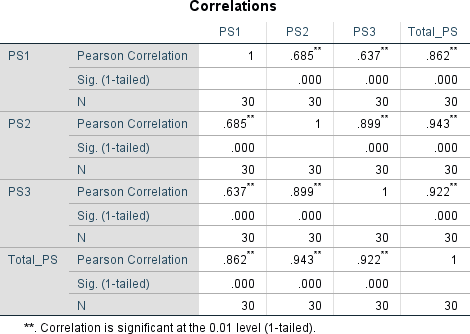 Correlations
PS1 PS2 PS3 Total_PS
PS1 Pearson Correlation 1 .685** .637** .862**
Sig. (1-tailed) .000 .000 .000
N 30 30 30 30
PS2 Pearson Correlation .685** 1 .899** .943**
Sig. (1-tailed) .000 .000 .000
N 30 30 30 30
PS3 Pearson Correlation .637** .899** 1 .922**
Sig. (1-tailed) .000 .000 .000
N 30 30 30 30
Total_PS Pearson Correlation .862** .943** .922** 1
Sig. (1-tailed) .000 .000 .000
N 30 30 30 30
**. Correlation is significant at the 0.01 level (1-tailed).